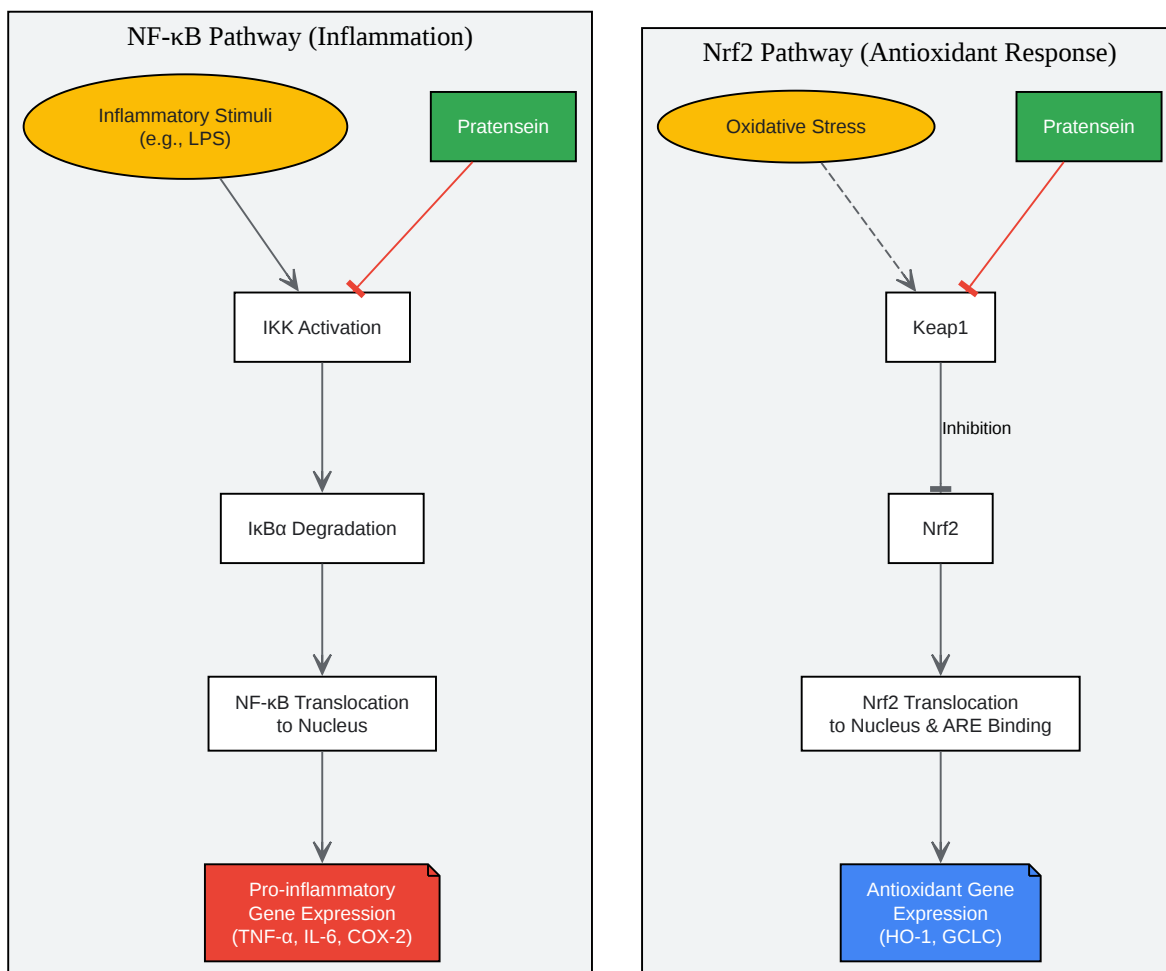 NF-κB Pathway (Inflammation)
Inflammatory Stimuli
(e.g., LPS)
Pratensein
IKK Activation
IκBα Degradation
NF-κB Translocation
to Nucleus
Pro-inflammatory
Gene Expression
(TNF-α, IL-6, COX-2)
Nrf2 Pathway (Antioxidant Response)
Oxidative Stress
Pratensein
Keap1
Inhibition
Nrf2
Nrf2 Translocation
to Nucleus & ARE Binding
Antioxidant Gene
Expression
(HO-1, GCLC)